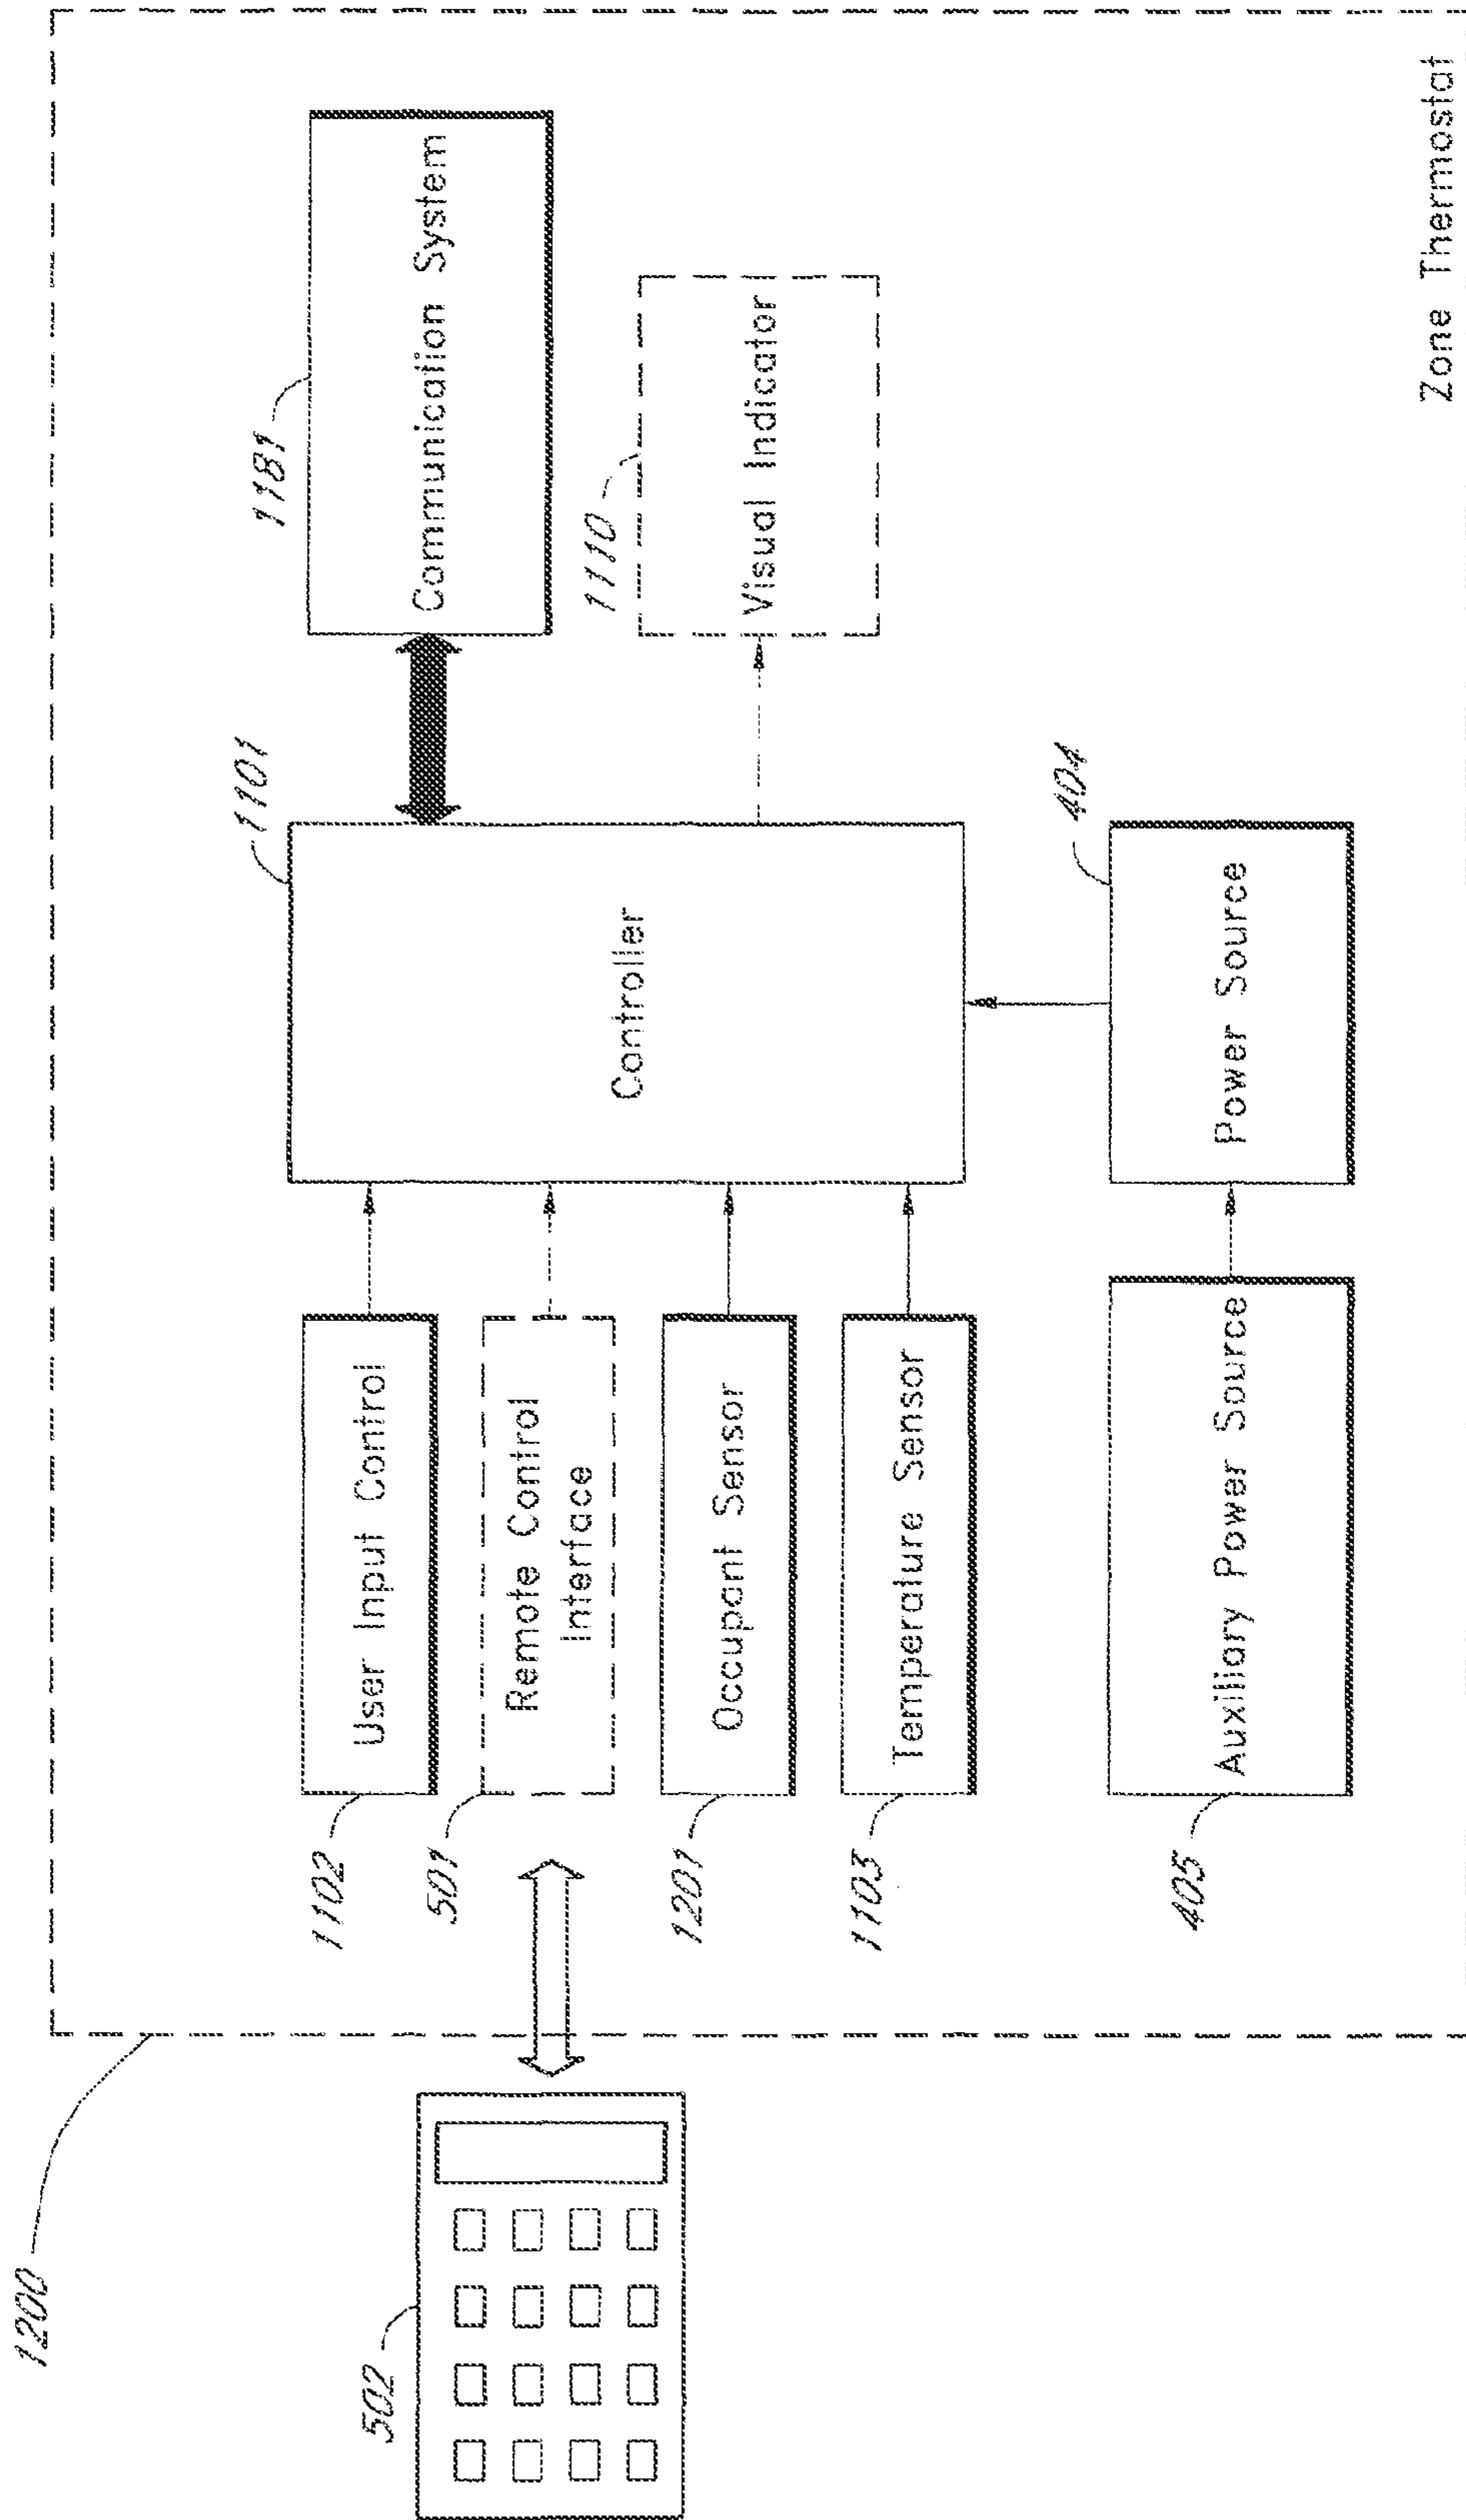 1200
502
1102
User Input Control
501
Remote Control
Interface
1201
Occupant Sensor
1103
Temperature Sensor
405
Auxiliary Power Source
1101
Controller
404
Power Source
1181
Communication System
1110
Visual Indicator
Zone Thermostat